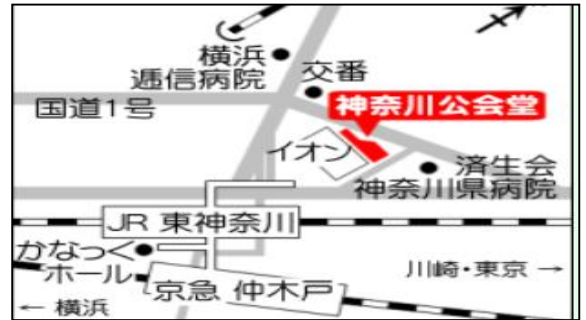 横浜
逓信病院
交番
国道1号
神奈川公会堂
イオン
済生会
神奈川県病院
JR 東神奈川
かなっく
ホール
川崎・東京 →
京急 仲木戸
← 横浜